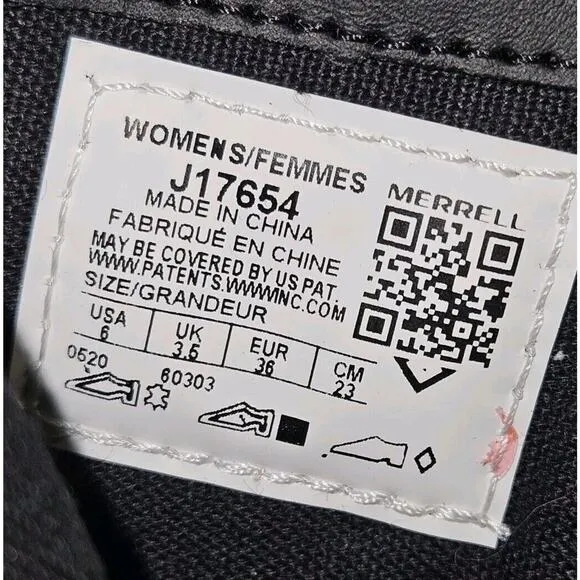 WOMENS/FEMMES
J17654
MADE IN CHINA
FABRIQUÉ EN CHINE
MAY BE COVERED BY US PAT.
WWW.PATENTS.WWWINC.COM
SIZE/GRANDEUR
USA UK EUR CM
6 3.5 36 23
0520 60303
MERRELL